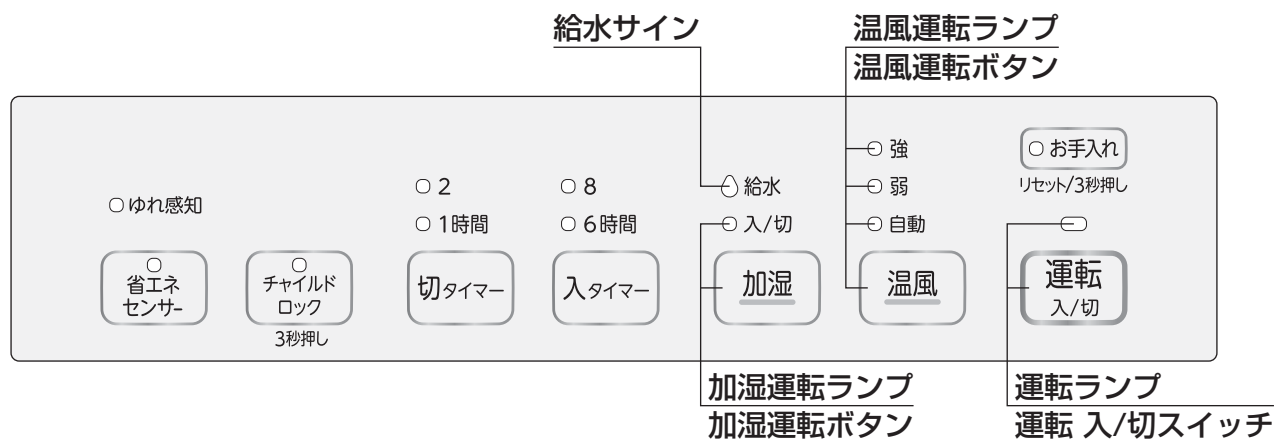 給水サイン
温風運転ランプ
温風運転ボタン
強
お手入れ
2
8
給水
弱
リセット/3秒押し
ゆれ感知
1時間
6時間
入/切
自動
省エネ
センサー
チャイルド
ロック
3秒押し
切タイマー
入タイマー
加湿
温風
運転
入/切
加湿運転ランプ
加湿運転ボタン
運転ランプ
運転 入/切スイッチ